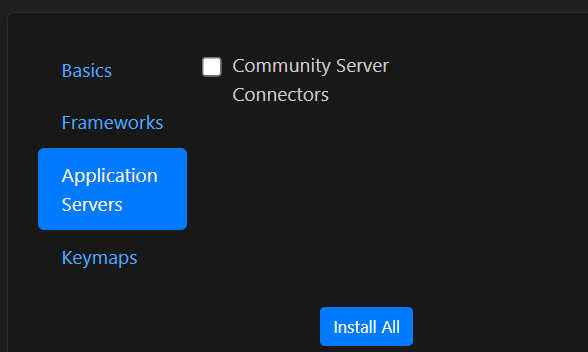 Basics
Frameworks
Application
Servers
Keymaps
Community Server
Connectors
Install All